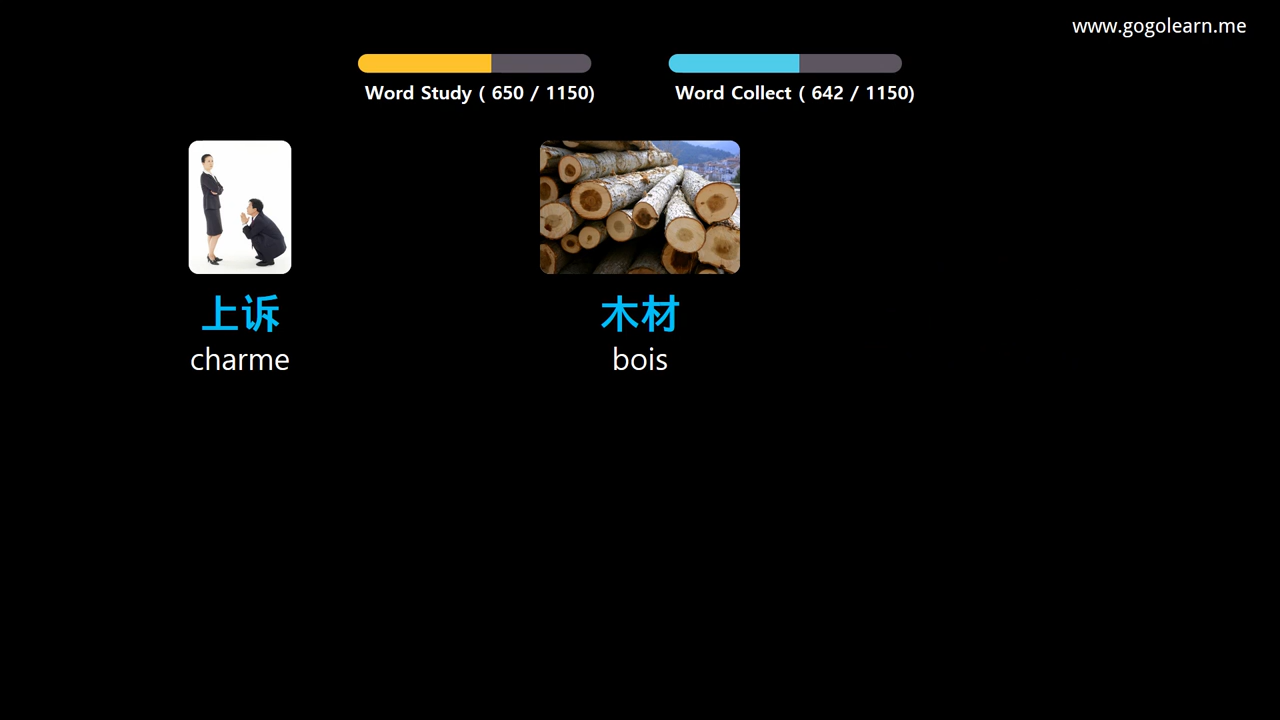 www.gogolearn.me
Word Study ( 650 / 1150)
Word Collect ( 642 / 1150)
上诉
charme
木材
bois